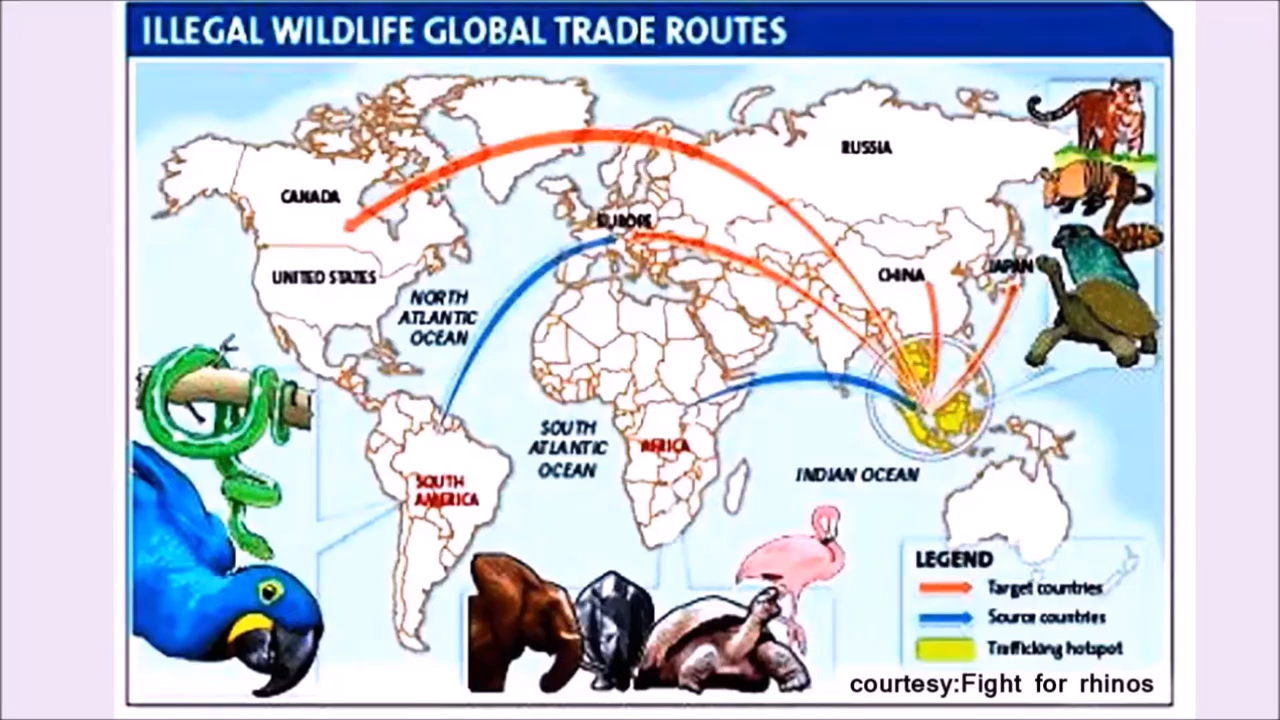 ILLEGAL WILDLIFE GLOBAL TRADE ROUTES
RUSSIA
CANADA
EUROPE
UNITED STATES
CHINA
JAPAN
NORTH
ATLANTIC
OCEAN
SOUTH
ATLANTIC
OCEAN
AFRICA
SOUTH
AMERICA
INDIAN OCEAN
LEGEND
Target countries
Source countries
Trafficking hotspot
courtesy:Fight for rhinos